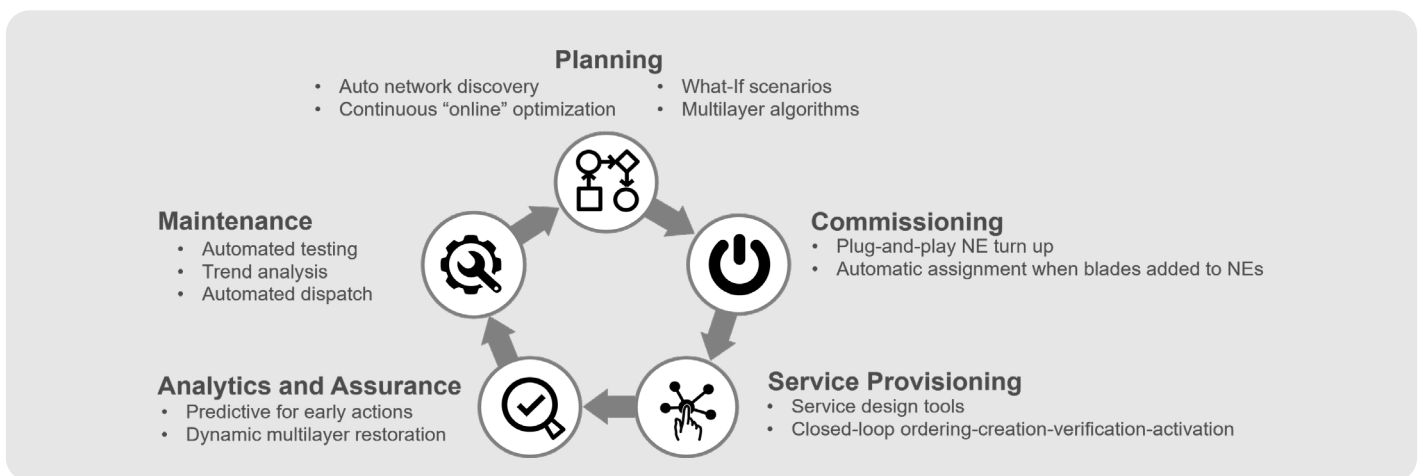 Planning
• Auto network discovery
• Continuous “online” optimization
• What-If scenarios
• Multilayer algorithms
Commissioning
• Plug-and-play NE turn up
• Automatic assignment when blades added to NEs
Service Provisioning
• Service design tools
• Closed-loop ordering-creation-verification-activation
Analytics and Assurance
• Predictive for early actions
• Dynamic multilayer restoration
Maintenance
• Automated testing
• Trend analysis
• Automated dispatch